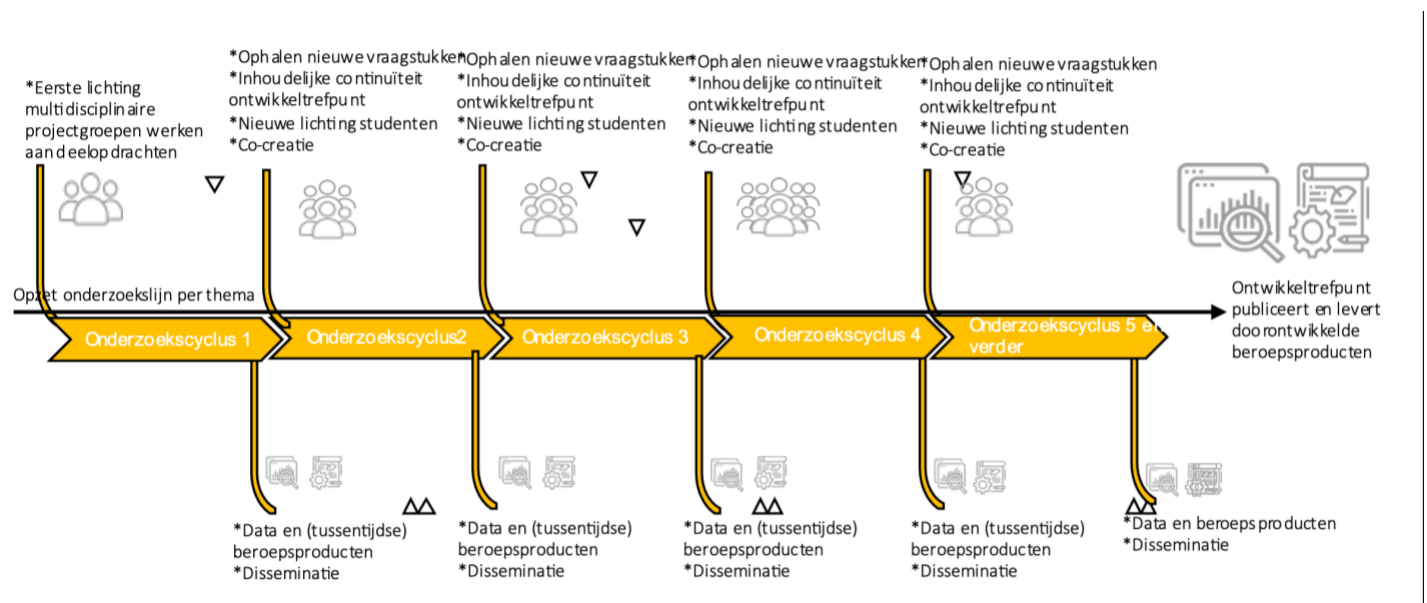 *Eerste lichting
multidisciplinaire
projectgroepen werken
aan deelopdrachten
*Ophalen nieuwe vraagstukken
*Inhoudelijke continuïteit
ontwikkeltrefpunt
*Nieuwe lichting studenten
*Co-creatie
*Ophalen nieuwe vraagstukken
*Inhoudelijke continuïteit
ontwikkeltrefpunt
*Nieuwe lichting studenten
*Co-creatie
*Ophalen nieuwe vraagstukken
*Inhoudelijke continuïteit
ontwikkeltrefpunt
*Nieuwe lichting studenten
*Co-creatie
*Ophalen nieuwe vraagstukken
*Inhoudelijke continuïteit
ontwikkeltrefpunt
*Nieuwe lichting studenten
*Co-creatie
Opzet onderzoekslijn per thema
Onderzoekscyclus 1
Onderzoekscyclus2
Onderzoekscyclus 3
Onderzoekscyclus 4
Onderzoekscyclus 5 en
verder
Ontwikkeltrefpunt
publiceert en levert
doorontwikkelde
beroepsproducten
*Data en (tussentijdse)
beroepsproducten
*Disseminatie
*Data en (tussentijdse)
beroepsproducten
*Disseminatie
*Data en (tussentijdse)
beroepsproducten
*Disseminatie
*Data en (tussentijdse)
beroepsproducten
*Disseminatie
*Data en beroepsproducten
*Disseminatie